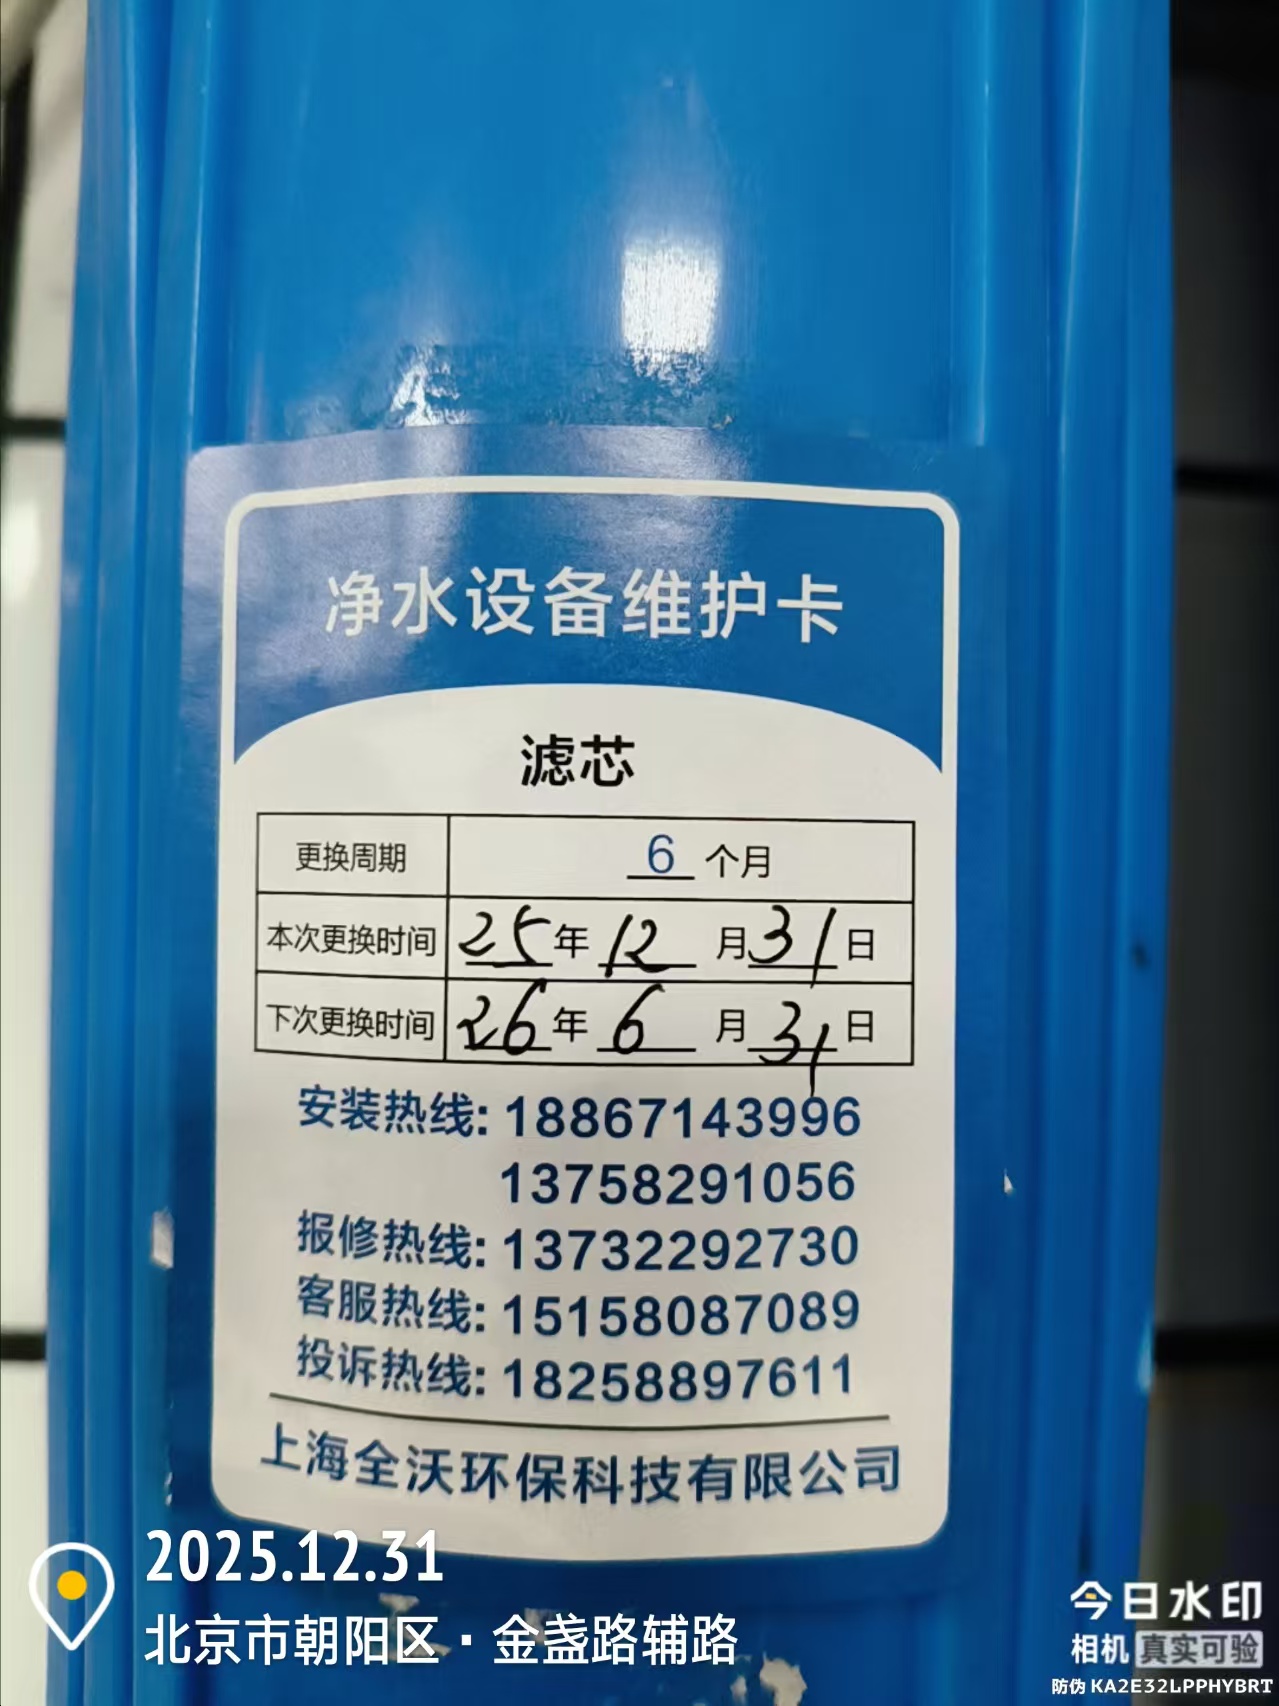 净水设备维护卡
滤芯
更换周期 6 个月
本次更换时间 25年 12 月 31 日
下次更换时间 26年 6 月 31 日
安装热线: 18867143996
13758291056
报修热线: 13732292730
客服热线: 15158087089
投诉热线: 18258897611
上海全沃环保科技有限公司
2025.12.31
北京市朝阳区·金盏路辅路
今日水印
相机 真实可验
防伪 KA2E32LPPHYBRT